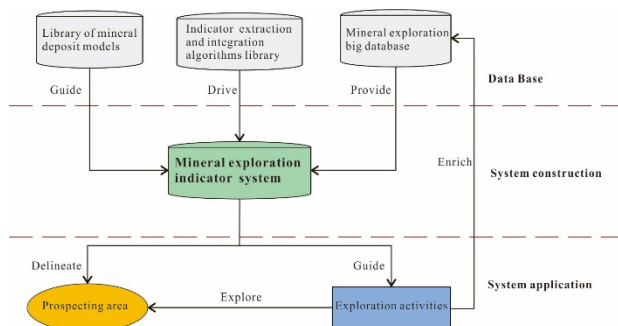 Library of mineral
deposit models
Indicator extraction
and integration
algorithms library
Mineral exploration
big database
Data Base
Guide
Drive
Provide
Mineral exploration
indicator system
Enrich
System construction
Delineate
Guide
System application
Prospecting area
Explore
Exploration activities